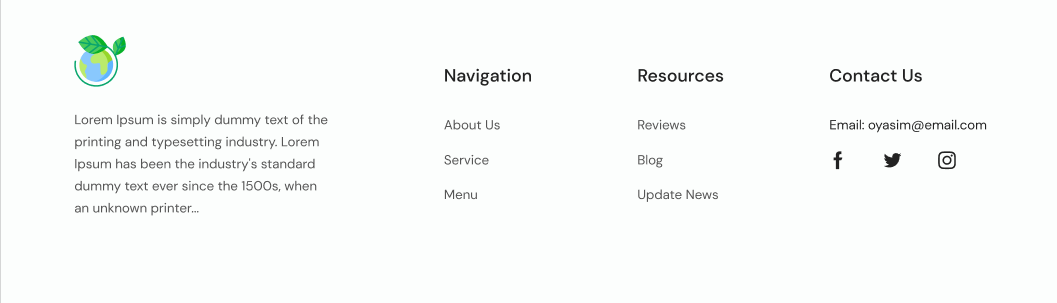 Lorem Ipsum is simply dummy text of the
printing and typesetting industry. Lorem
Ipsum has been the industry's standard
dummy text ever since the 1500s, when
an unknown printer...
Navigation
About Us
Service
Menu
Resources
Reviews
Blog
Update News
Contact Us
Email: oyasim@email.com